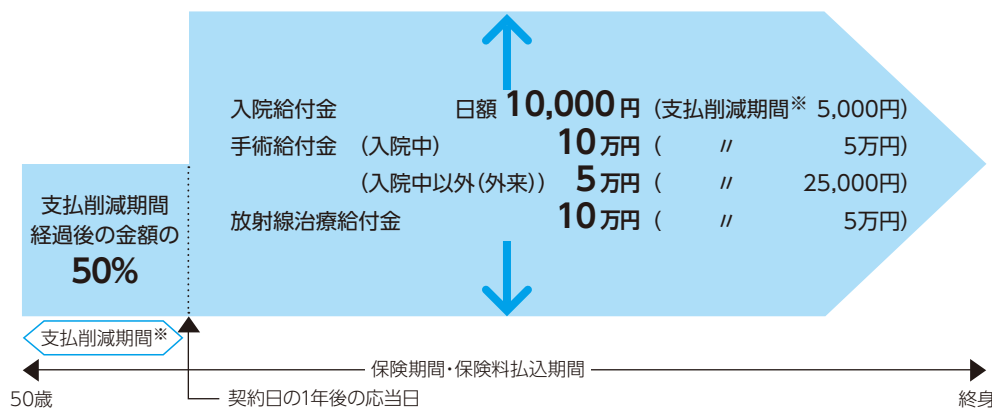 入院給付金 日額 10,000円 (支払削減期間※ 5,000円)
手術給付金 (入院中) 10万円 ( 〃 5万円)
(入院中以外(外来)) 5万円 ( 〃 25,000円)
放射線治療給付金 10万円 ( 〃 5万円)
支払削減期間
経過後の金額の
50%
支払削減期間※
保険期間・保険料払込期間
50歳 契約日の1年後の応当日 終身